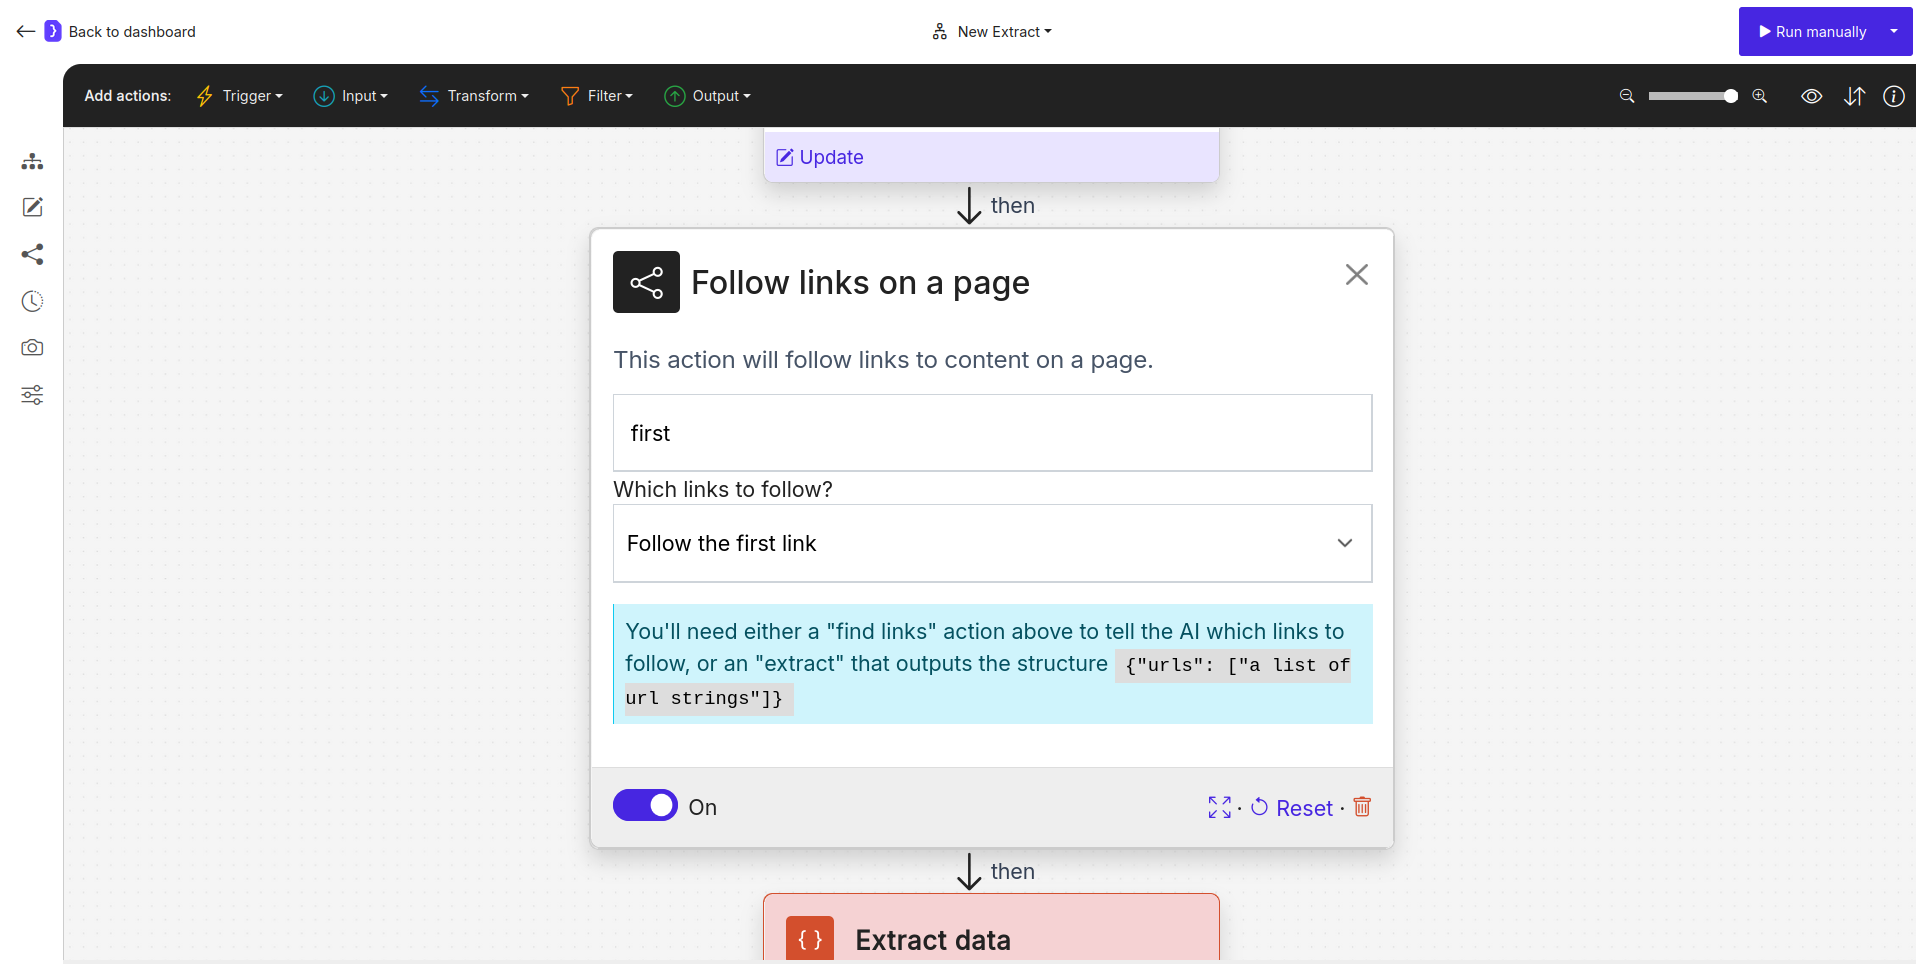 Back to dashboard
New Extract
Run manually
Add actions:
Trigger
Input
Transform
Filter
Output
Update
then
Follow links on a page
This action will follow links to content on a page.
first
Which links to follow?
Follow the first link
You'll need either a "find links" action above to tell the AI which links to
follow, or an "extract" that outputs the structure {"urls": ["a list of
url strings"]}
On
· Reset ·
then
{ } Extract data